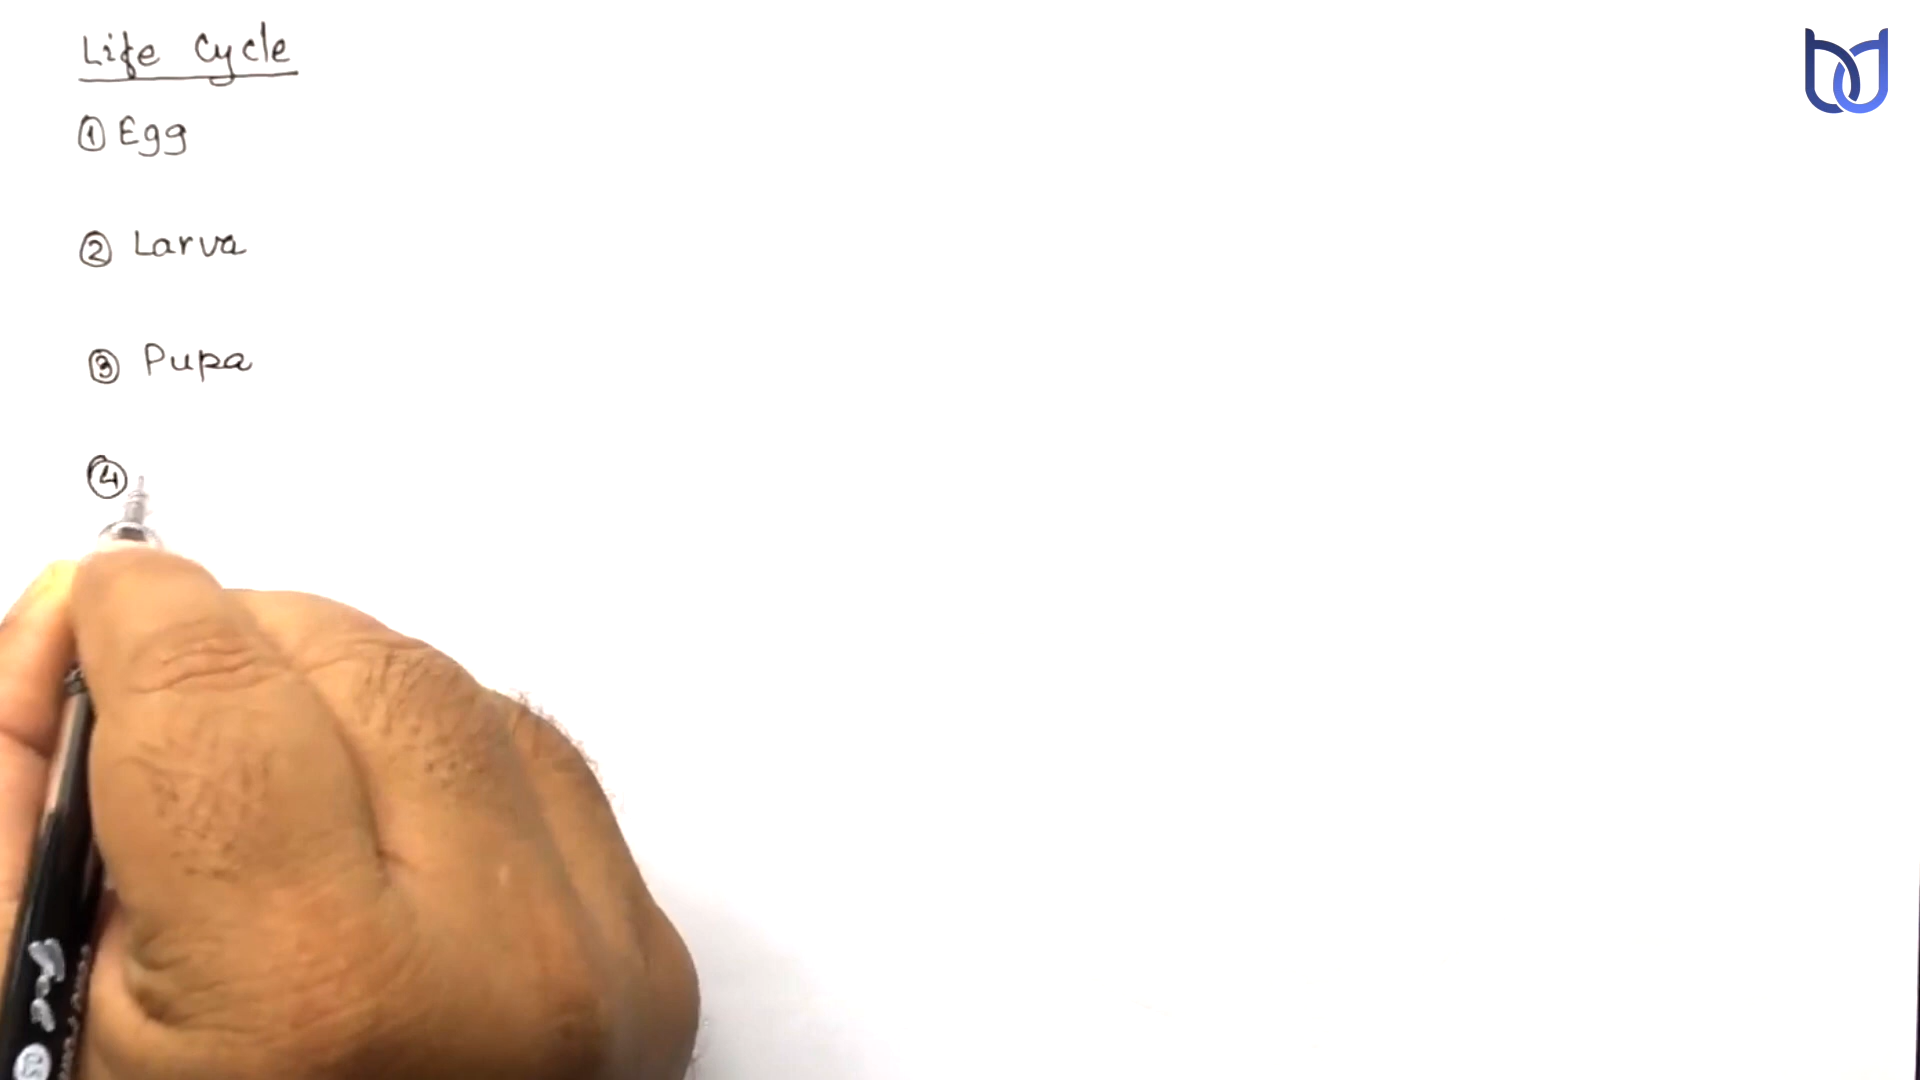 Life Cycle
① Egg
② Larva
③ Pupa
④